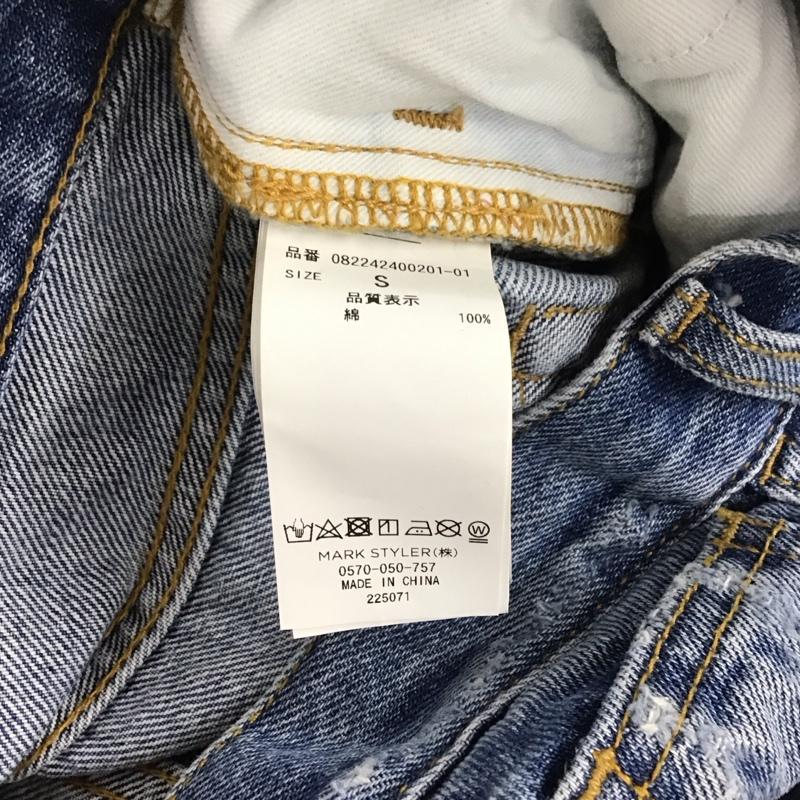 品番 082242400201-01
SIZE S
品質表示
綿 100%
W
MARK STYLER(株)
0570-050-757
MADE IN CHINA
225071